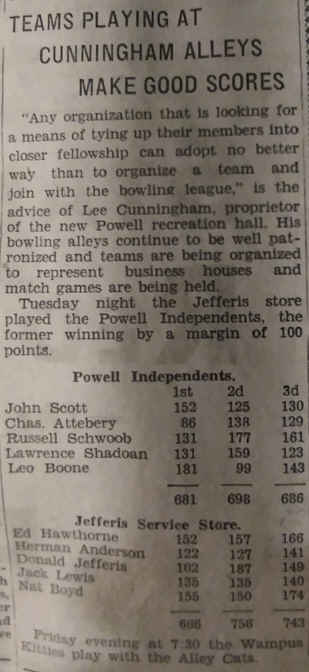 TEAMS PLAYING AT
CUNNINGHAM ALLEYS
MAKE GOOD SCORES
"Any organization that is looking for
a means of tying up their members into
closer fellowship can adopt no better
way than to organize a team and
join with the bowling league," is the
advice of Lee Cunningham, proprietor
of the new Powell recreation hall. His
bowling alleys continue to be well pat-
ronized and teams are being organized
to represent business houses and
match games are being held.
Tuesday night the Jefferis store
played the Powell Independents, the
former winning by a margin of 100
points.
Powell Independents.
1st 2d 3d
John Scott 152 125 130
Chas. Attebery 86 138 129
Russell Schwoob 131 177 161
Lawrence Shadoan 131 159 123
Leo Boone 181 99 143
681 698 686
Jefferis Service Store.
Ed Hawthorne 152 157 166
Herman Anderson 122 127 141
Donald Jefferis 102 187 149
Jack Lewis 135 135 140
Nat Boyd 155 150 174
666 756 743
Friday evening at 7:30 the Wampus
Kitties play with the Alley Cats.